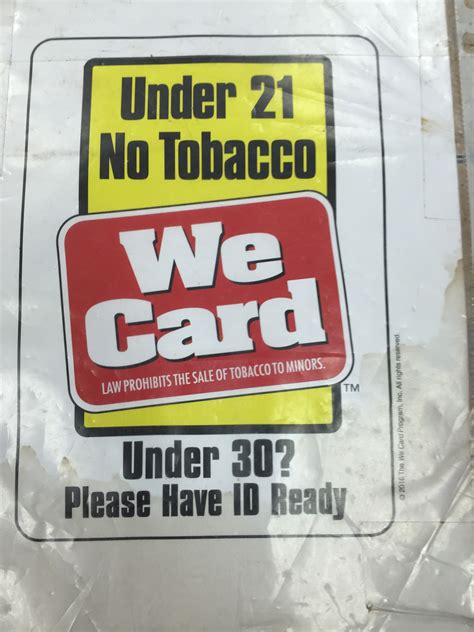 Under 21
No Tobacco
We
Card
LAW PROHIBITS THE SALE OF TOBACCO TO MINORS.
TM
Under 30?
Please Have iD Ready
© 2016 The We Card Program, Inc. All rights reserved.